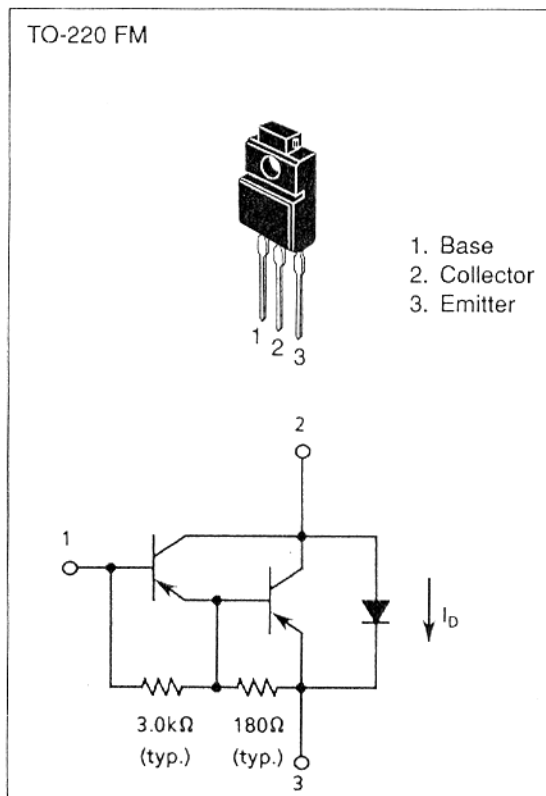 TO-220 FM
1. Base
2. Collector
3. Emitter
1 2 3
2
1
I_D
3.0kΩ 180Ω
(typ.) (typ.)
3